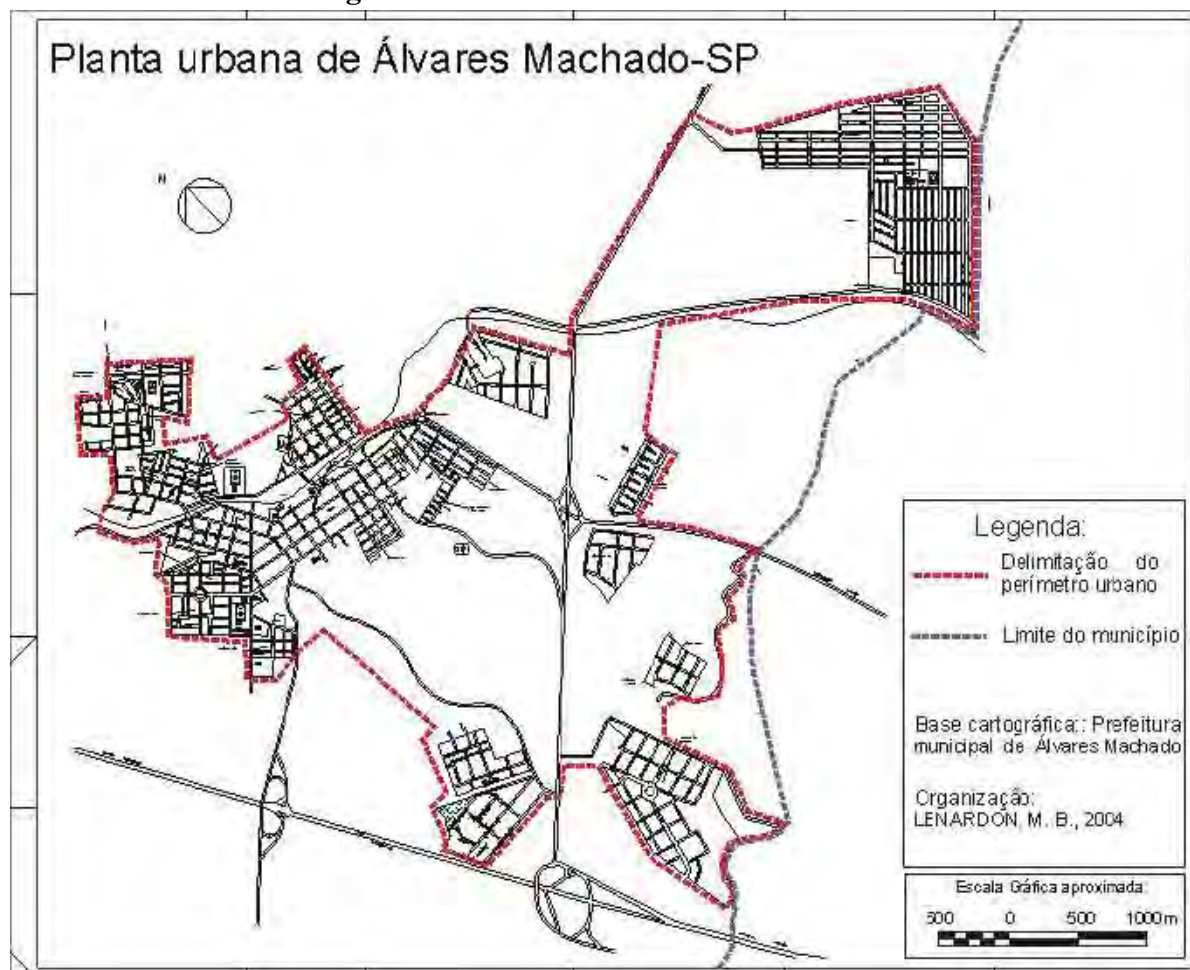 Planta urbana de Álvares Machado-SP
N
Legenda:
Delimitação do
perímetro urbano
Limite do município
Base cartográfica:: Prefeitura
municipal de Álvares Machado
Organização:
LENARDON, M. B., 2004
Escala Gráfica aproximada:
500 0 500 1000m